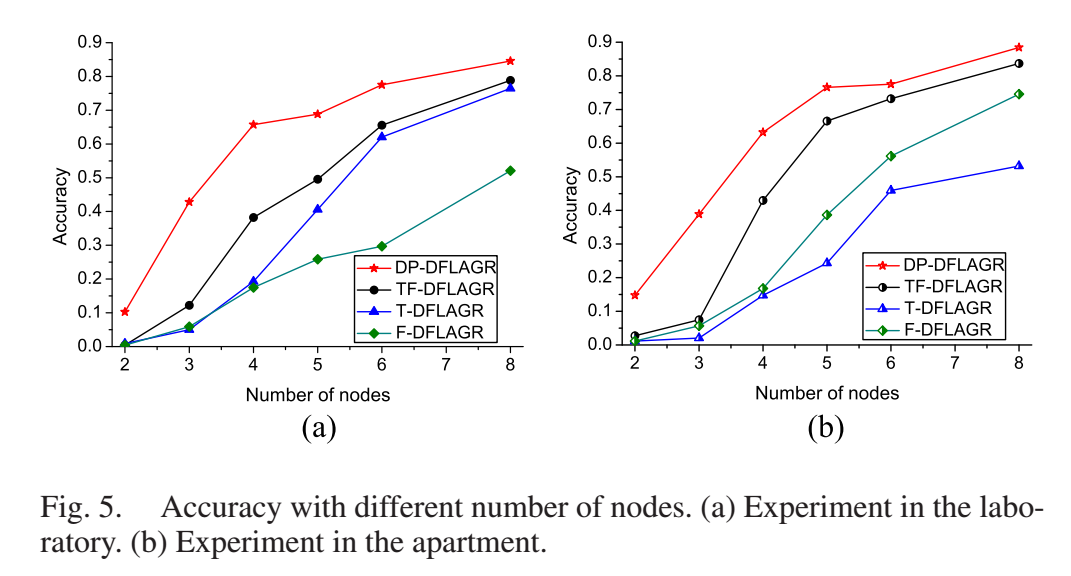 0.9
0.8
0.7
0.6
0.5
0.4
0.3
0.2
0.1
0.0
Accuracy
2 3 4 5 6 7 8
Number of nodes
DP-DFLAGR
TF-DFLAGR
T-DFLAGR
F-DFLAGR
(a)
0.9
0.8
0.7
0.6
0.5
0.4
0.3
0.2
0.1
0.0
Accuracy
2 3 4 5 6 7 8
Number of nodes
DP-DFLAGR
TF-DFLAGR
T-DFLAGR
F-DFLAGR
(b)
Fig. 5. Accuracy with different number of nodes. (a) Experiment in the labo-
ratory. (b) Experiment in the apartment.